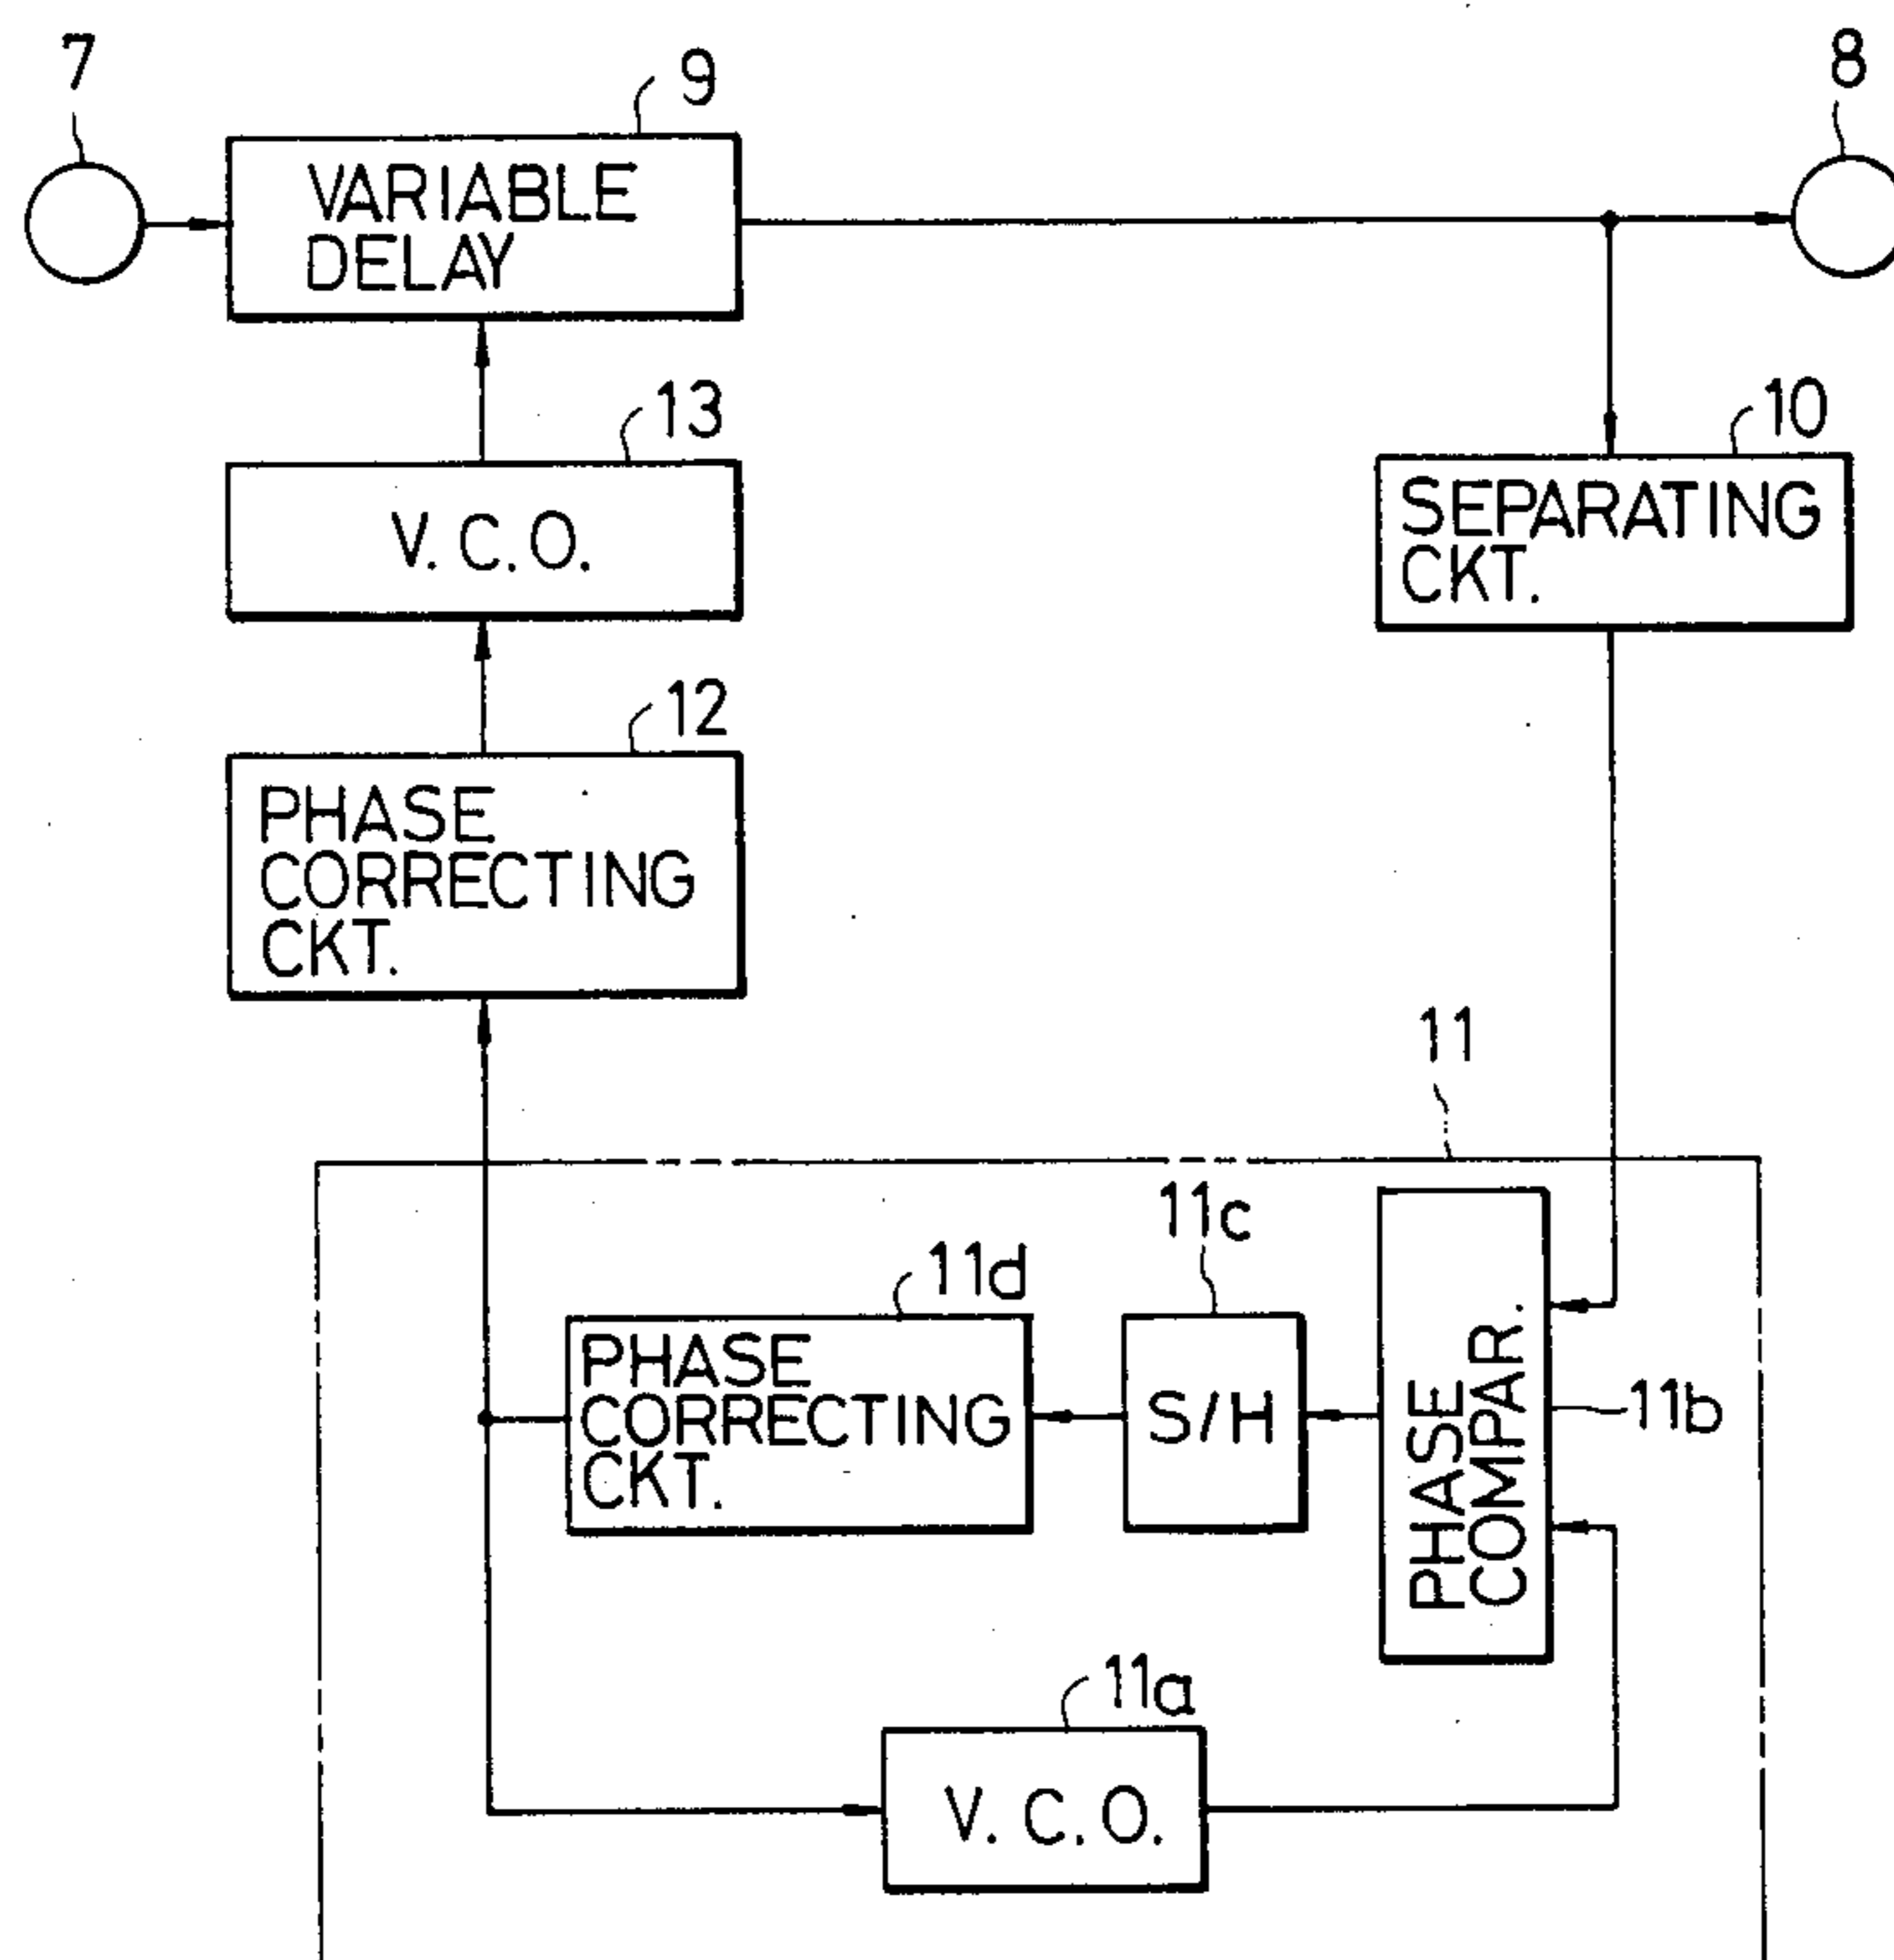 7
9
8
VARIABLE
DELAY
13
10
V.C.O.
SEPARATING
CKT.
12
PHASE
CORRECTING
CKT.
11
11c
11d
PHASE
CORRECTING
CKT.
S/H
PHASE
COMPAR.
11b
11a
V.C.O.